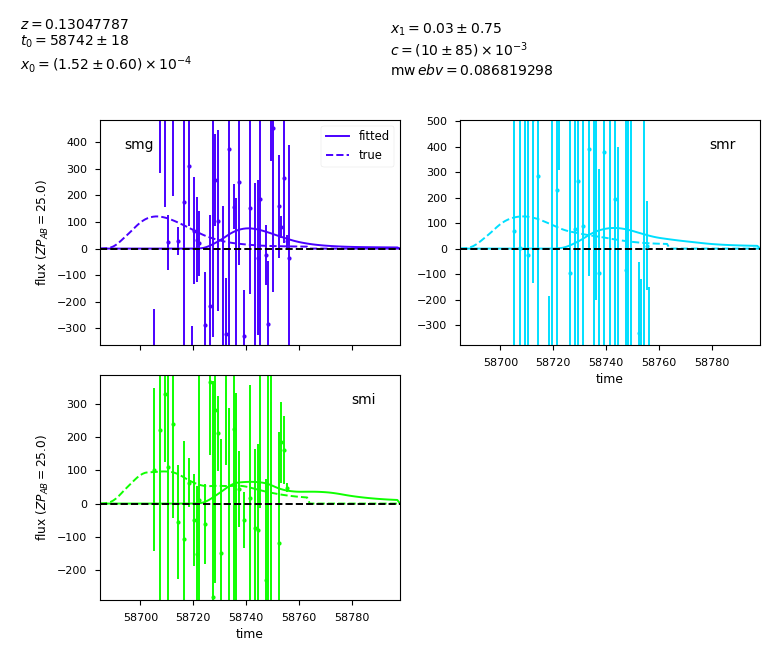 z = 0.13047787
t₀ = 58742 ± 18
x₀ = (1.52 ± 0.60) × 10⁻⁴
x₁ = 0.03 ± 0.75
c = (10 ± 85) × 10⁻³
mw ebv = 0.086819298
smg
fitted
true
400
300
200
100
0
−100
−200
−300
flux (ZP_AB = 25.0)
smr
500
400
300
200
100
0
−100
−200
−300
58700 58720 58740 58760 58780
time
smi
300
200
100
0
−100
−200
flux (ZP_AB = 25.0)
58700 58720 58740 58760 58780
time